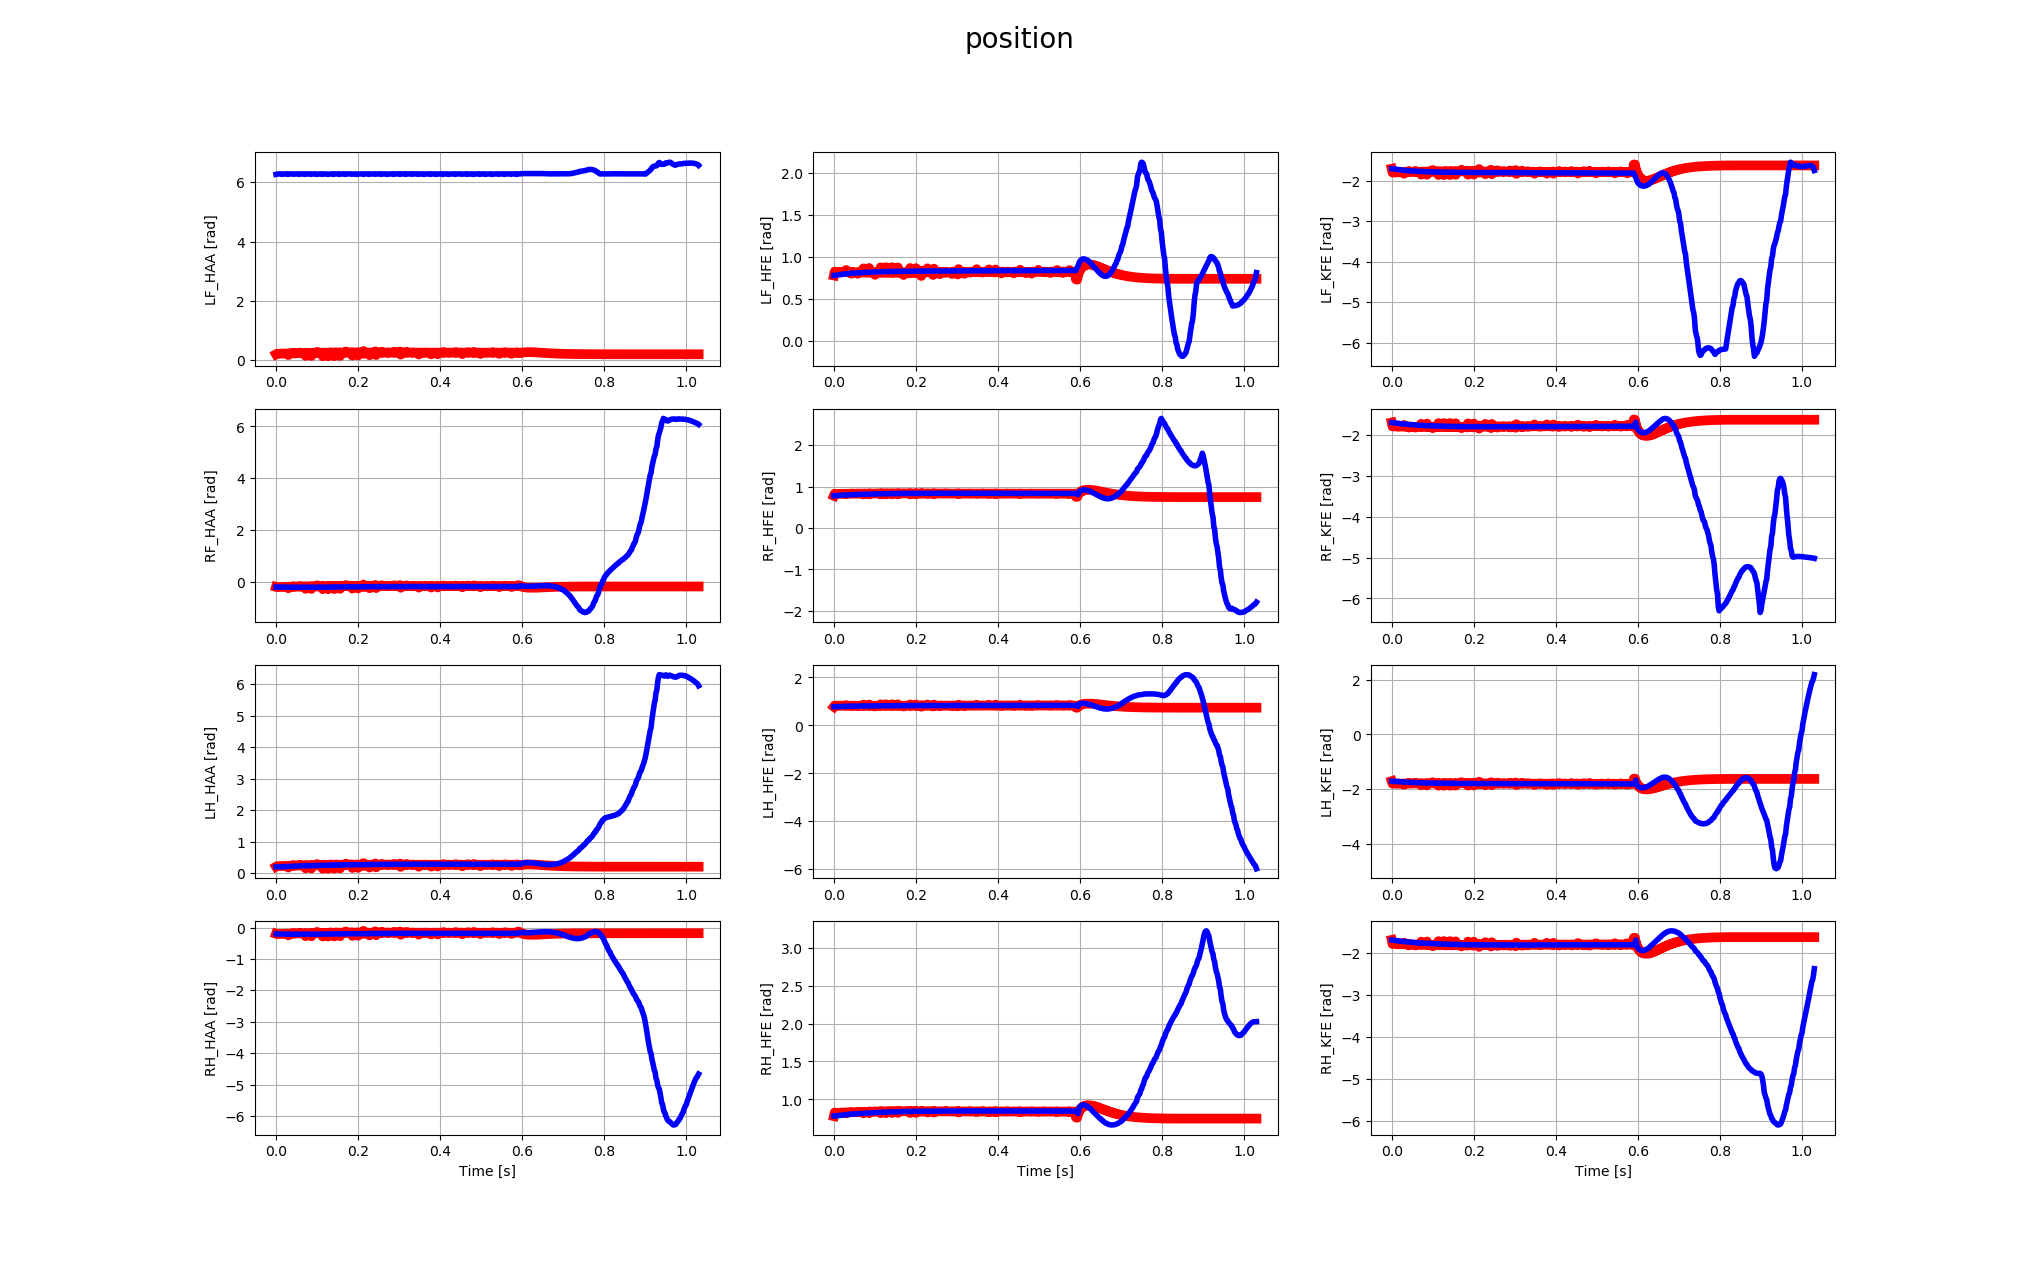 position
LF_HAA [rad]
6
4
2
0
0.0 0.2 0.4 0.6 0.8 1.0
LF_HFE [rad]
2.0
1.5
1.0
0.5
0.0
0.0 0.2 0.4 0.6 0.8 1.0
LF_KFE [rad]
−2
−3
−4
−5
−6
0.0 0.2 0.4 0.6 0.8 1.0
RF_HAA [rad]
6
4
2
0
0.0 0.2 0.4 0.6 0.8 1.0
RF_HFE [rad]
2
1
0
−1
−2
0.0 0.2 0.4 0.6 0.8 1.0
RF_KFE [rad]
−2
−3
−4
−5
−6
0.0 0.2 0.4 0.6 0.8 1.0
LH_HAA [rad]
6
5
4
3
2
1
0
0.0 0.2 0.4 0.6 0.8 1.0
LH_HFE [rad]
2
0
−2
−4
−6
0.0 0.2 0.4 0.6 0.8 1.0
LH_KFE [rad]
2
0
−2
−4
0.0 0.2 0.4 0.6 0.8 1.0
RH_HAA [rad]
0
−1
−2
−3
−4
−5
−6
0.0 0.2 0.4 0.6 0.8 1.0
Time [s]
RH_HFE [rad]
3.0
2.5
2.0
1.5
1.0
0.0 0.2 0.4 0.6 0.8 1.0
Time [s]
RH_KFE [rad]
−2
−3
−4
−5
−6
0.0 0.2 0.4 0.6 0.8 1.0
Time [s]